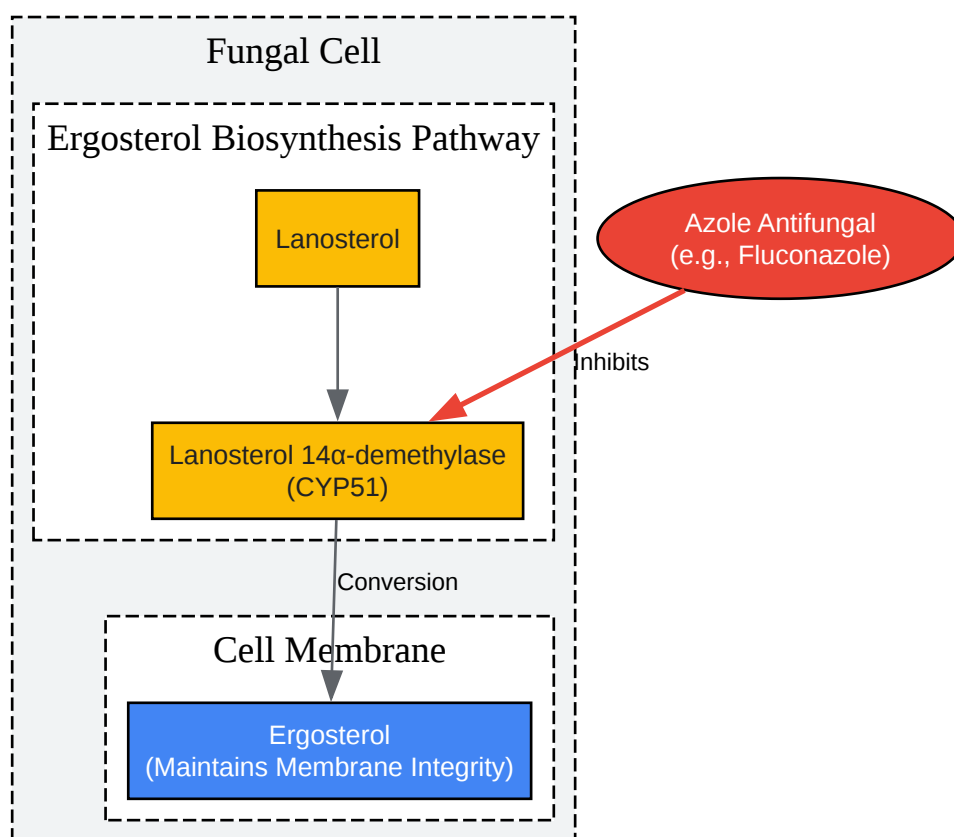 Fungal Cell
Ergosterol Biosynthesis Pathway
Lanosterol
Azole Antifungal
(e.g., Fluconazole)
Inhibits
Lanosterol 14α-demethylase
(CYP51)
Conversion
Cell Membrane
Ergosterol
(Maintains Membrane Integrity)